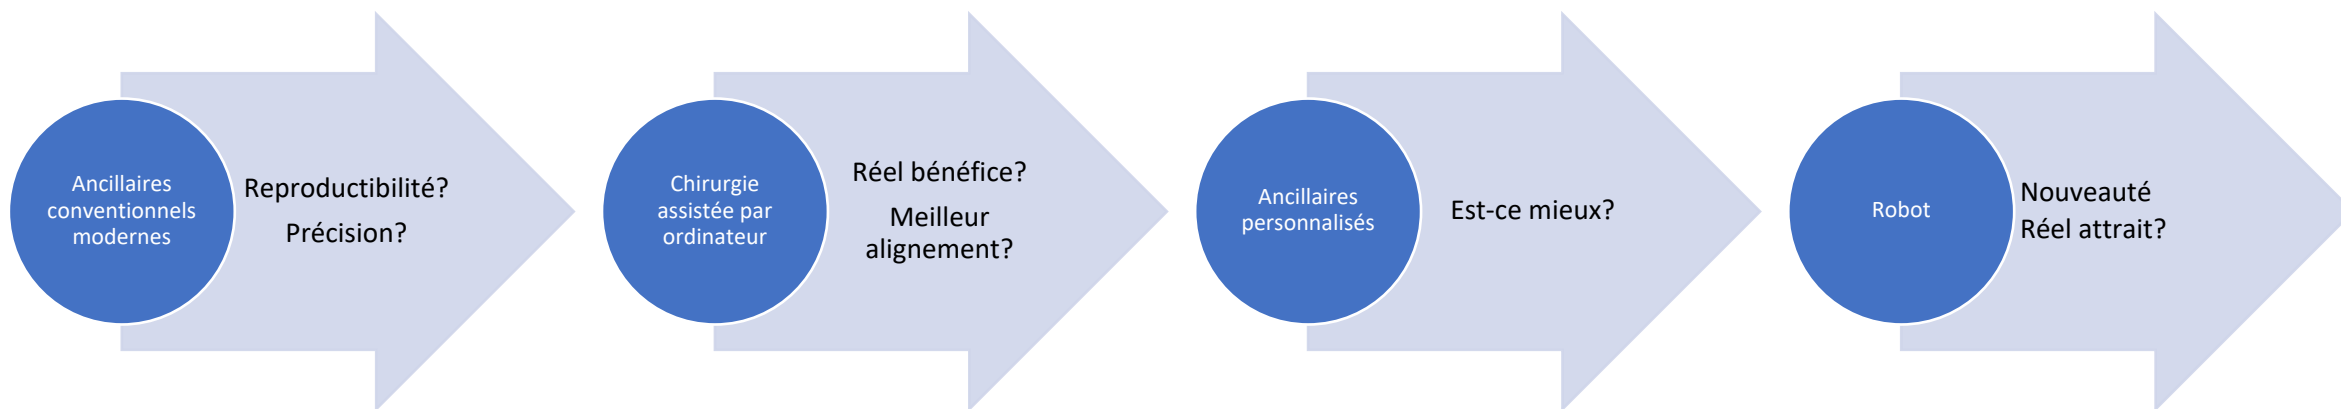 Ancillaires
conventionnels
modernes
Reproductibilité?
Précision?
Chirurgie
assistée par
ordinateur
Réel bénéfice?
Meilleur
alignement?
Ancillaires
personnalisés
Est-ce mieux?
Robot
Nouveauté
Réel attrait?